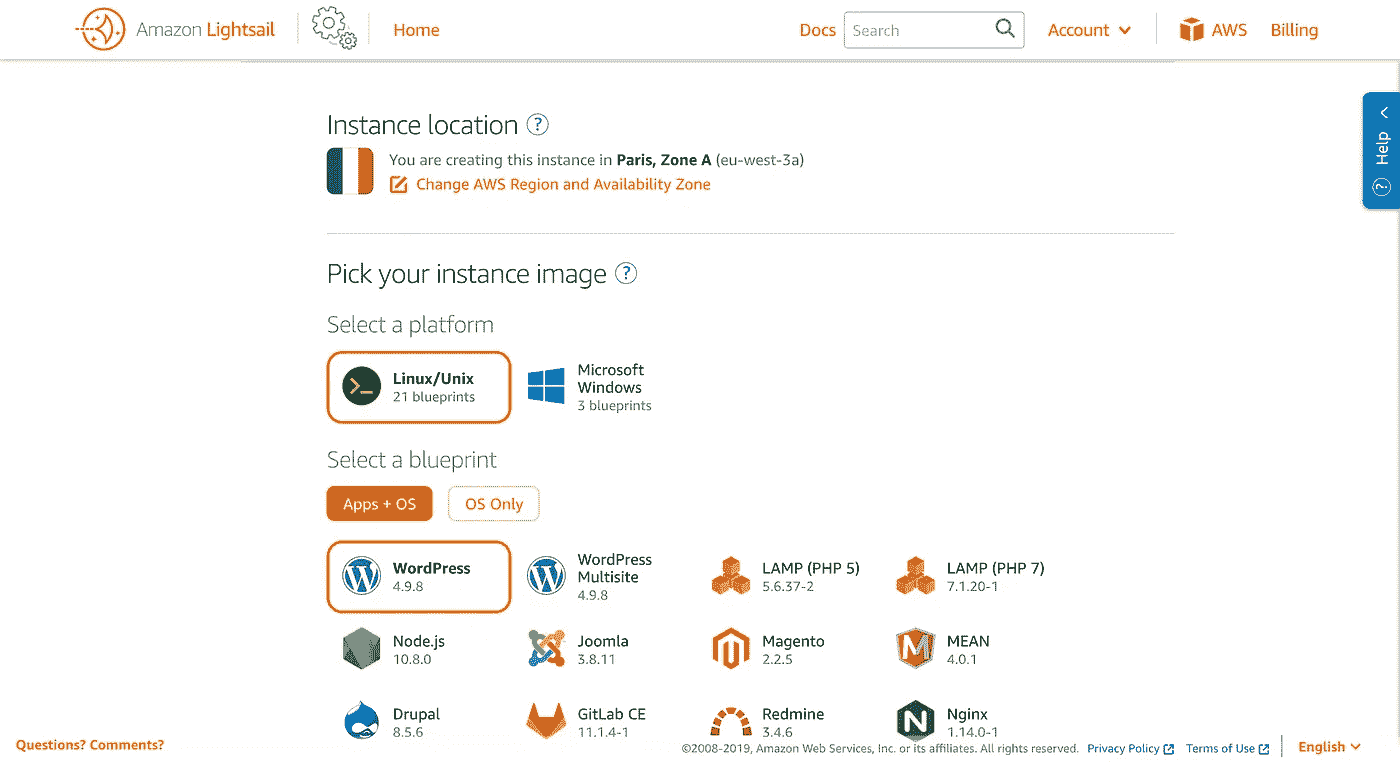 Amazon Lightsail
Home
Docs
Search
Account
AWS
Billing
Help
Instance location ?
You are creating this instance in Paris, Zone A (eu-west-3a)
Change AWS Region and Availability Zone
Pick your instance image ?
Select a platform
Linux/Unix
21 blueprints
Microsoft
Windows
3 blueprints
Select a blueprint
Apps + OS
OS Only
WordPress
4.9.8
WordPress
Multisite
4.9.8
LAMP (PHP 5)
5.6.37-2
LAMP (PHP 7)
7.1.20-1
Node.js
10.8.0
Joomla
3.8.11
Magento
2.2.5
MEAN
4.0.1
Drupal
8.5.6
GitLab CE
11.1.4-1
Redmine
3.4.6
Nginx
1.14.0-1
Questions? Comments?
©2008-2019, Amazon Web Services, Inc. or its affiliates. All rights reserved.
Privacy Policy
Terms of Use
English